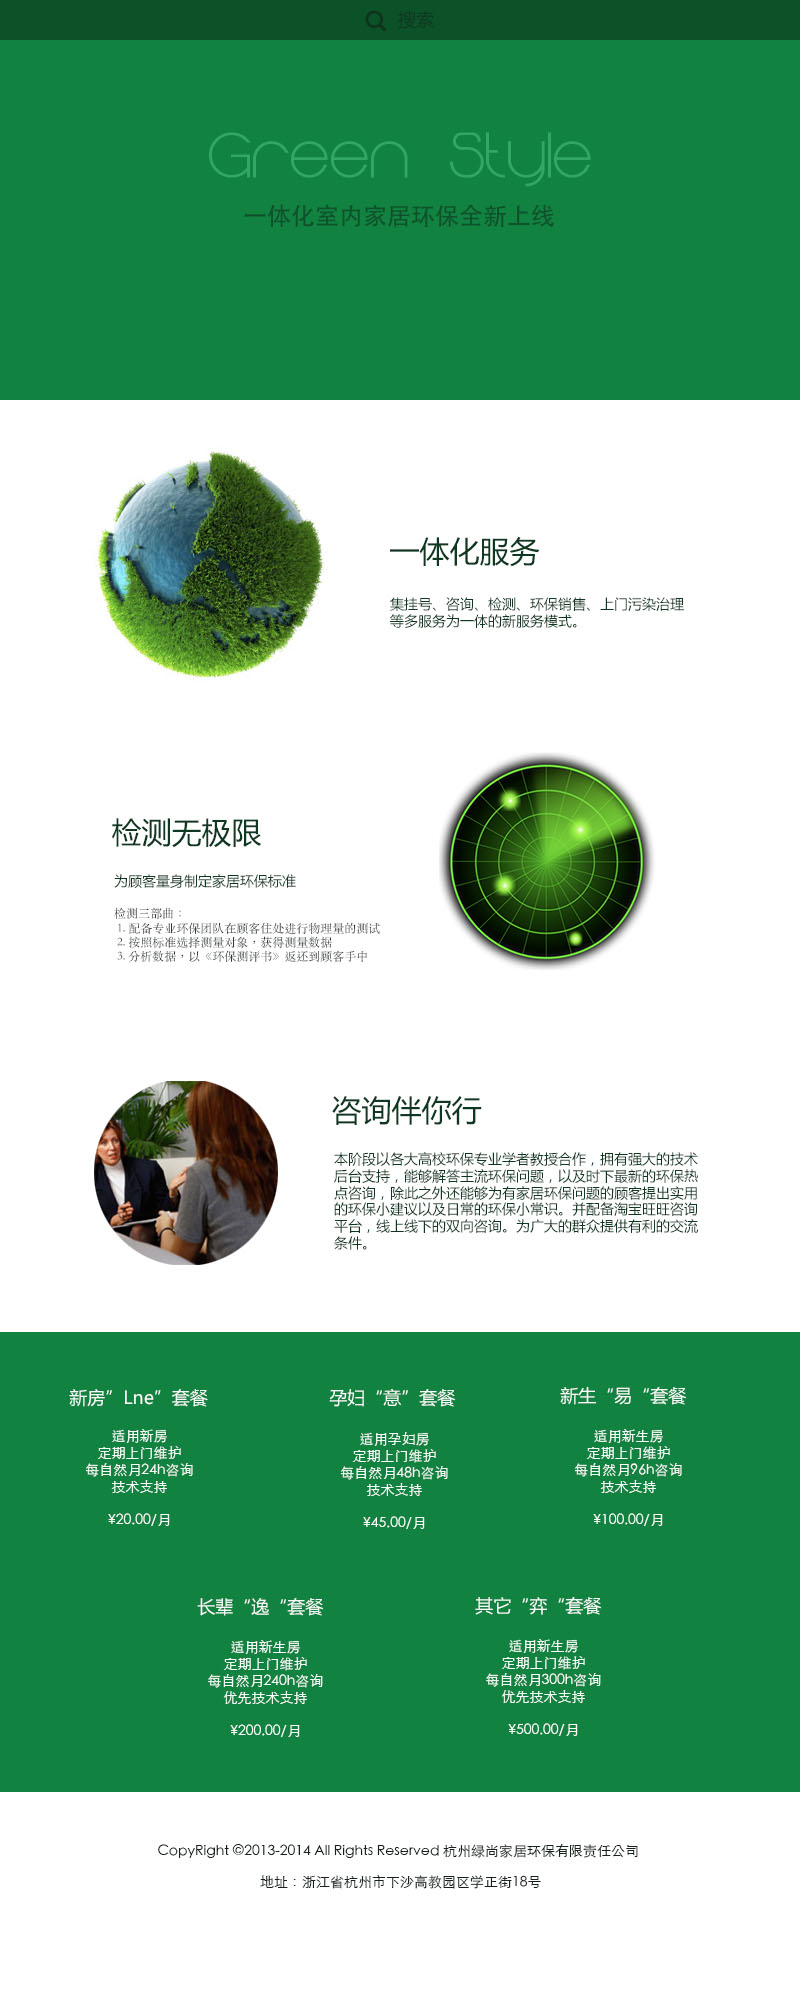 搜索
Green Style
一体化室内家居环保全新上线
一体化服务
集挂号、咨询、检测、环保销售、上门污染治理
等多服务为一体的新服务模式。
检测无极限
为顾客量身制定家居环保标准
检测三部曲：
1. 配备专业环保团队在顾客住处进行物理量的测试
2. 按照标准选择测量对象，获得测量数据
3. 分析数据，以《环保测评书》返还到顾客手中
咨询伴你行
本阶段以各大高校环保专业学者教授合作，拥有强大的技术
后台支持，能够解答主流环保问题，以及时下最新的环保热
点咨询，除此之外还能够为有家居环保问题的顾客提出实用
的环保小建议以及日常的环保小常识。并配备淘宝旺旺咨询
平台，线上线下的双向咨询。为广大的群众提供有利的交流
条件。
新房”Lne”套餐
适用新房
定期上门维护
每自然月24h咨询
技术支持
¥20.00/月
孕妇“意”套餐
适用孕妇房
定期上门维护
每自然月48h咨询
技术支持
¥45.00/月
新生“易“套餐
适用新生房
定期上门维护
每自然月96h咨询
技术支持
¥100.00/月
长辈“逸“套餐
适用新生房
定期上门维护
每自然月240h咨询
优先技术支持
¥200.00/月
其它“弈“套餐
适用新生房
定期上门维护
每自然月300h咨询
优先技术支持
¥500.00/月
CopyRight ©2013-2014 All Rights Reserved 杭州绿尚家居环保有限责任公司
地址：浙江省杭州市下沙高教园区学正街18号